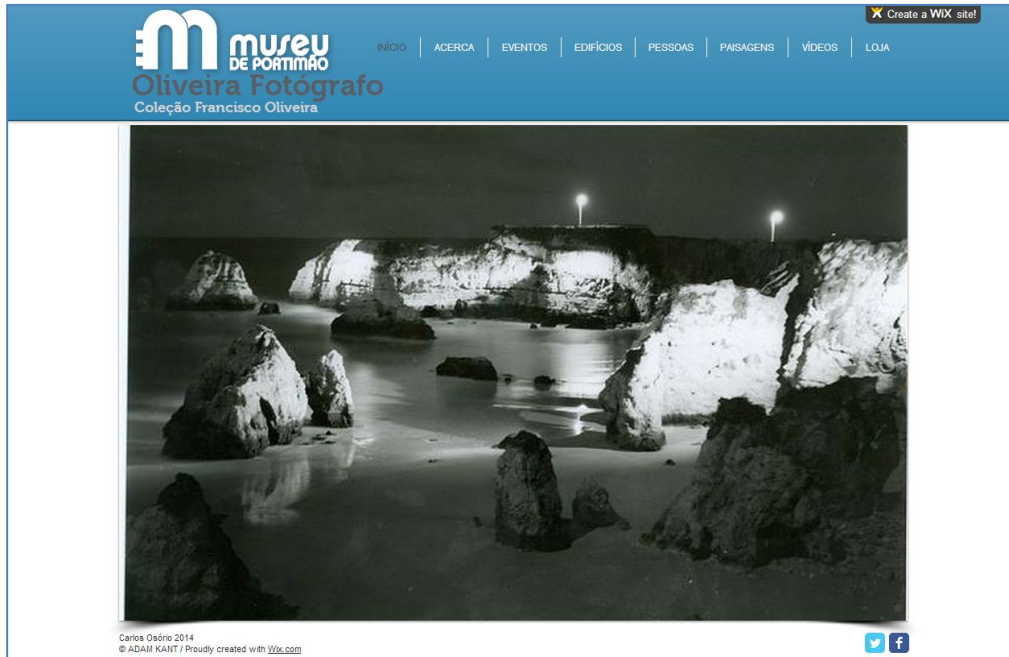 Create a WiX site!
museu
DE PORTIMÃO
INÍCIO
ACERCA
EVENTOS
EDIFÍCIOS
PESSOAS
PAISAGENS
VÍDEOS
LOJA
Oliveira Fotógrafo
Coleção Francisco Oliveira
Carlos Osório 2014
© ADAM KANT / Proudly created with Wix.com